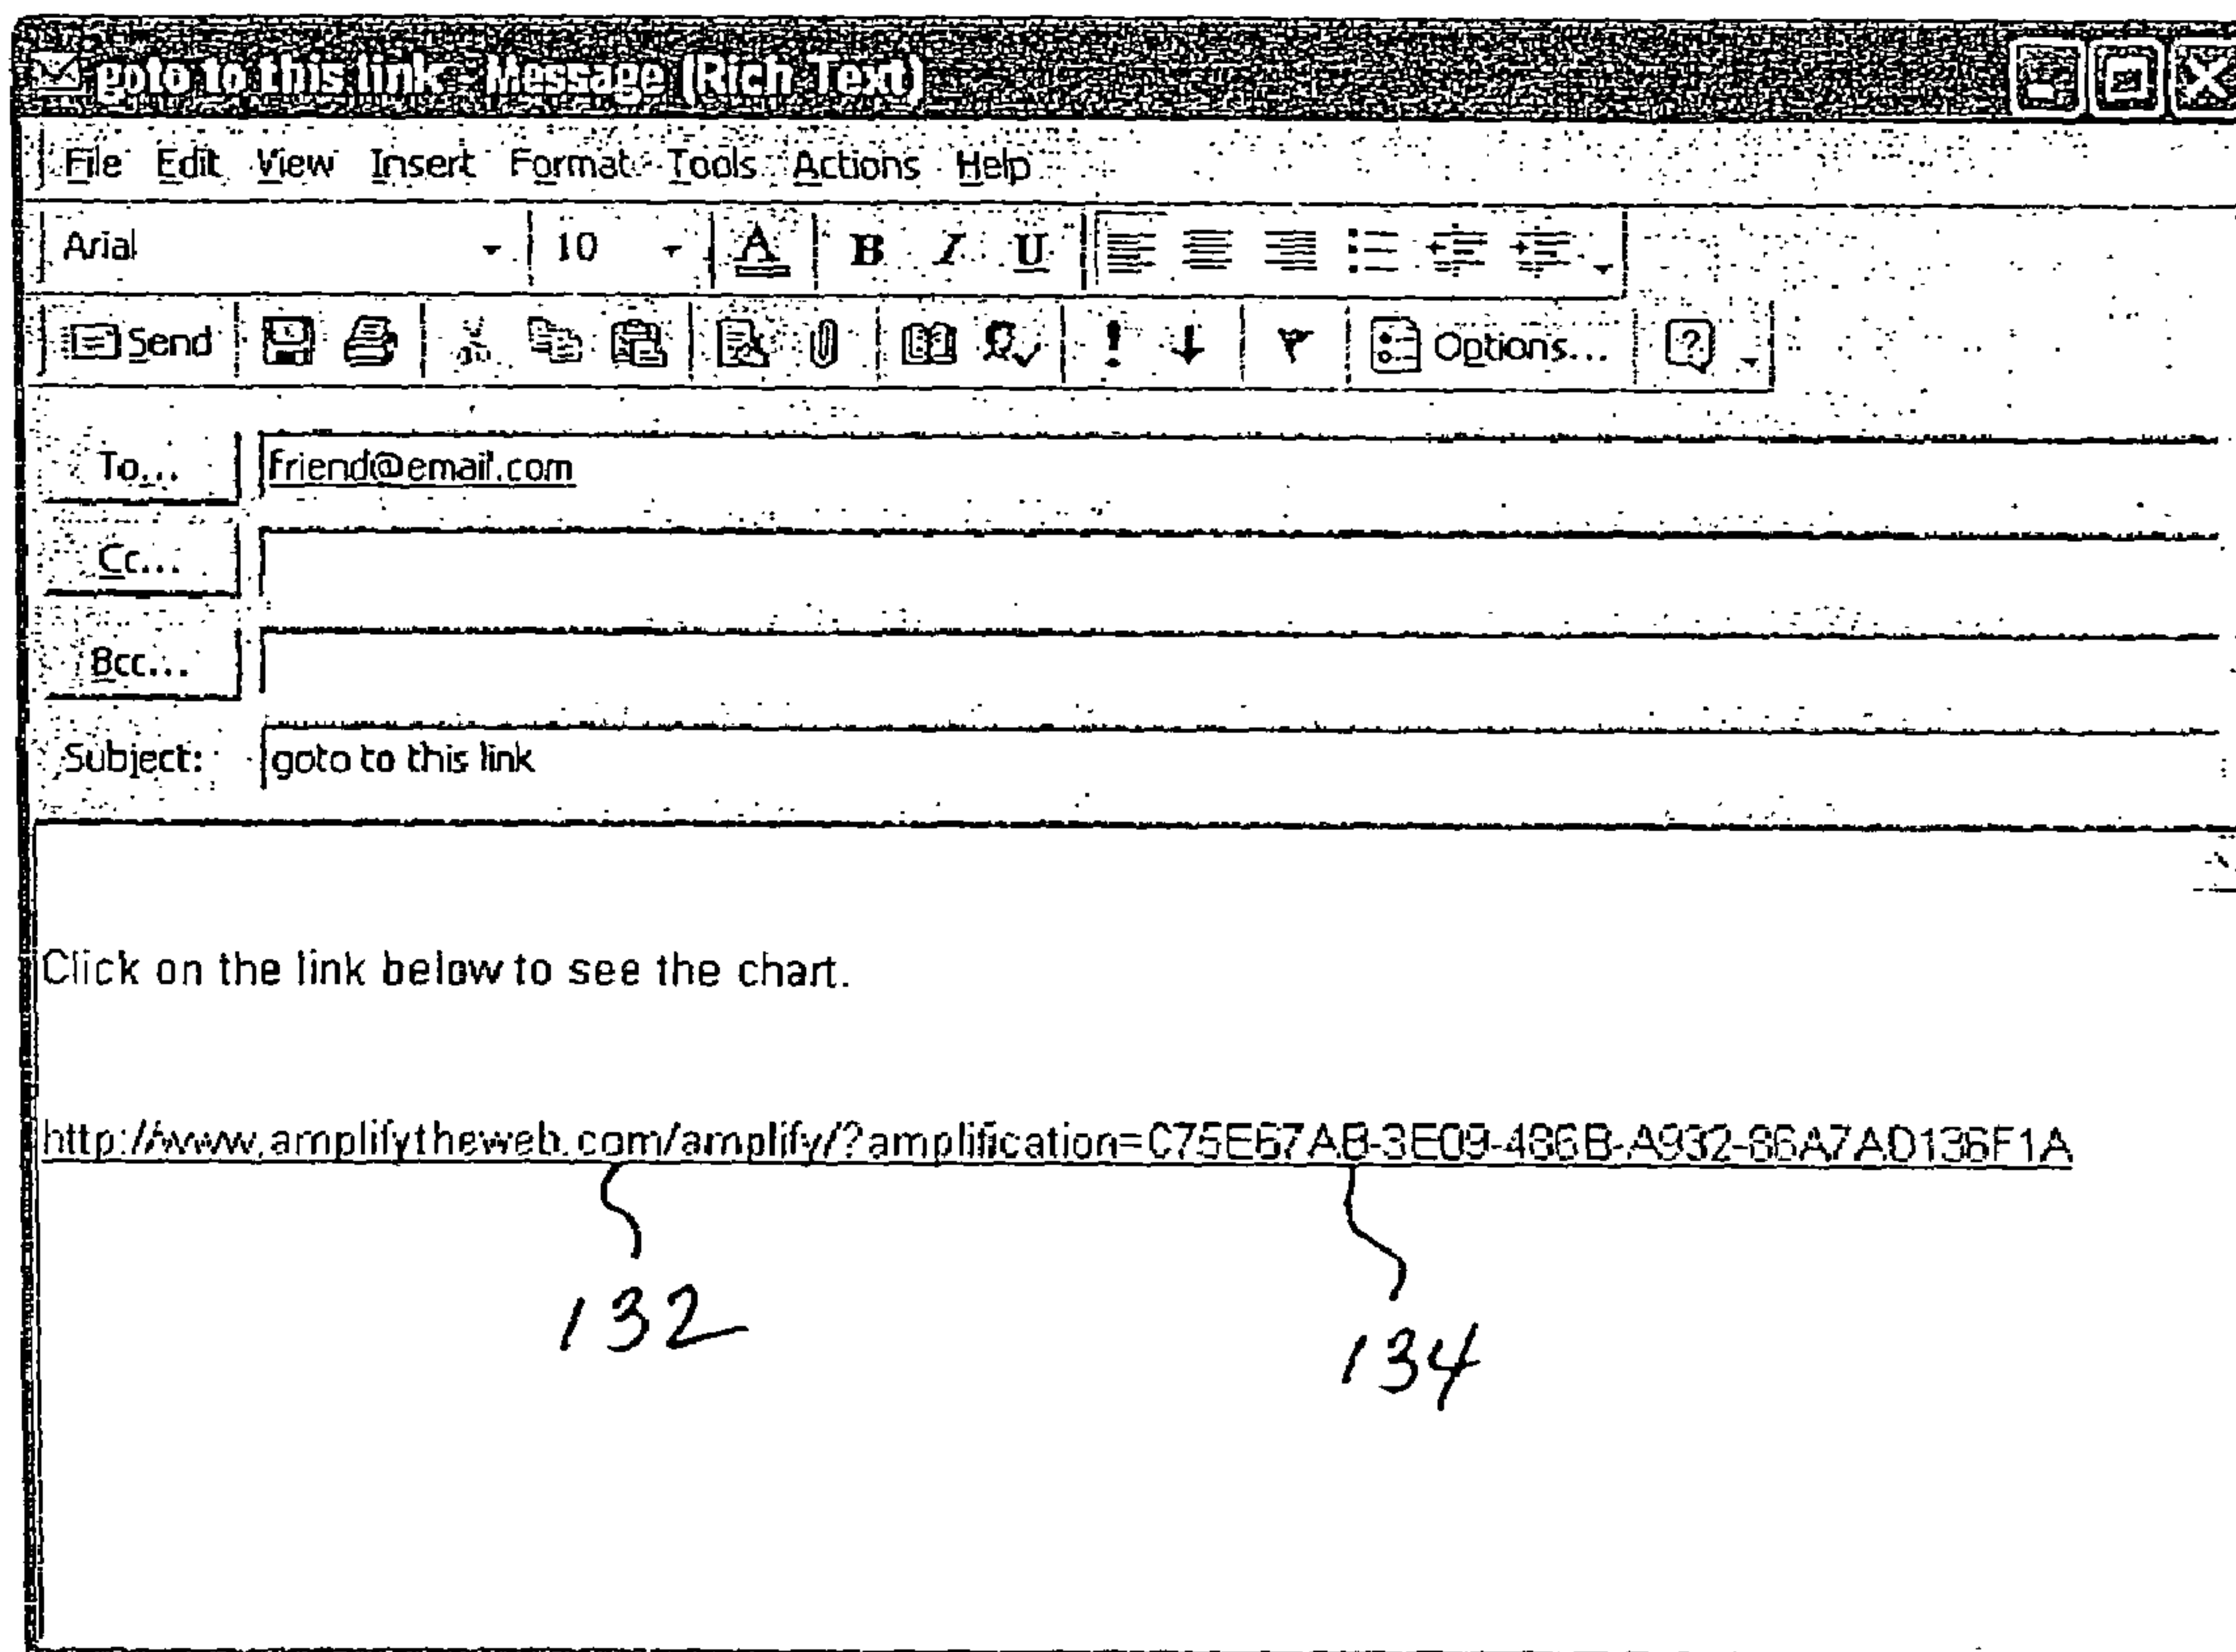 goto to this link - Message (Rich Text)
File Edit View Insert Format Tools Actions Help
Arial 10 A B I U
Send Options... ?
To... friend@email.com
Cc...
Bcc...
Subject: goto to this link
Click on the link below to see the chart.
http://www.amplifytheweb.com/amplify/?amplification=C75E67AB-3E09-486B-A932-86A7AD136F1A
132 134